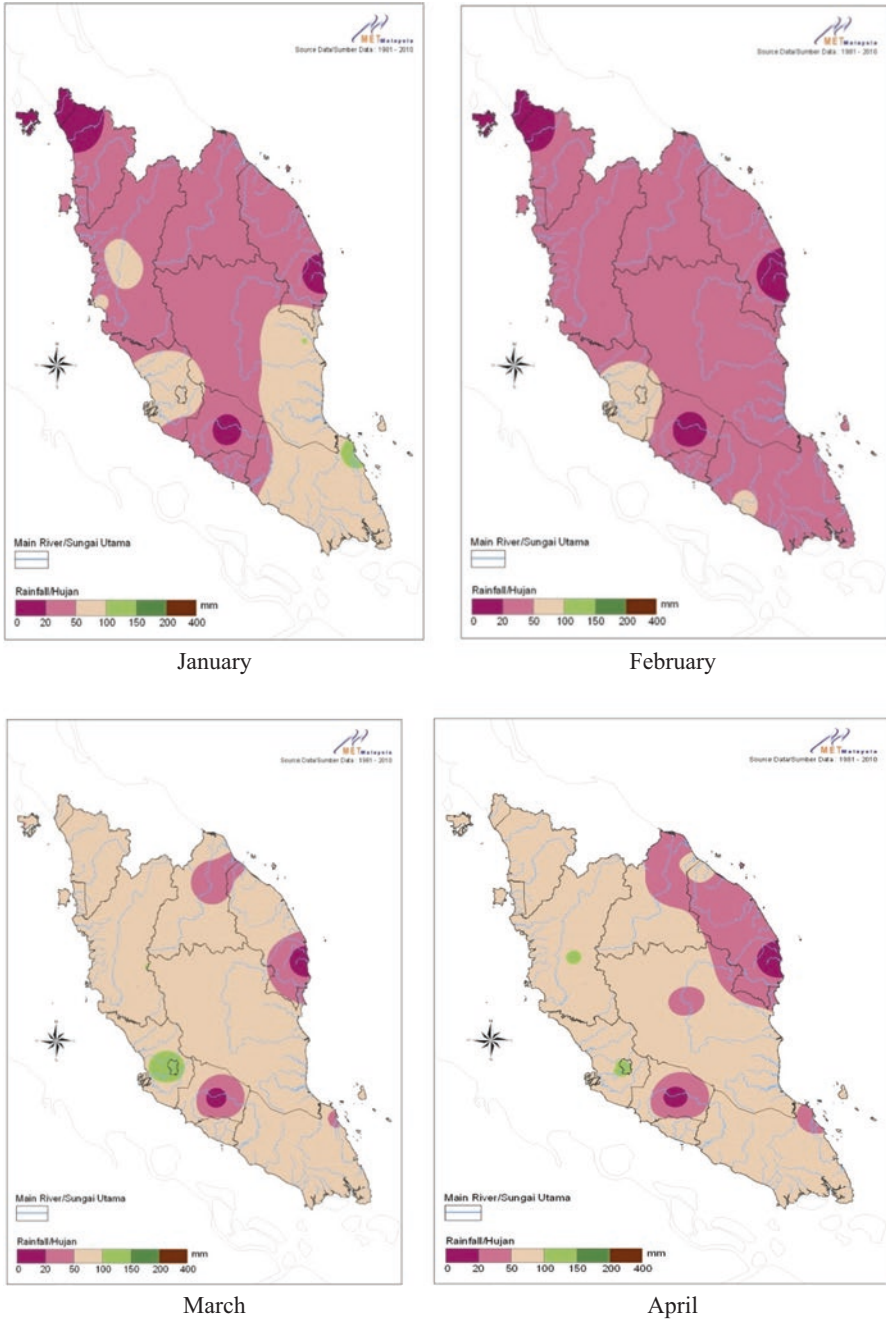 MET Malaysia
Source Data/Sumber Data : 1981 - 2010
Main River/Sungai Utama
Rainfall/Hujan
mm
0 20 50 100 150 200 400
January
MET Malaysia
Source Data/Sumber Data : 1981 - 2010
Main River/Sungai Utama
Rainfall/Hujan
mm
0 20 50 100 150 200 400
February
MET Malaysia
Source Data/Sumber Data : 1981 - 2010
Main River/Sungai Utama
Rainfall/Hujan
mm
0 20 50 100 150 200 400
March
MET Malaysia
Source Data/Sumber Data : 1981 - 2010
Main River/Sungai Utama
Rainfall/Hujan
mm
0 20 50 100 150 200 400
April